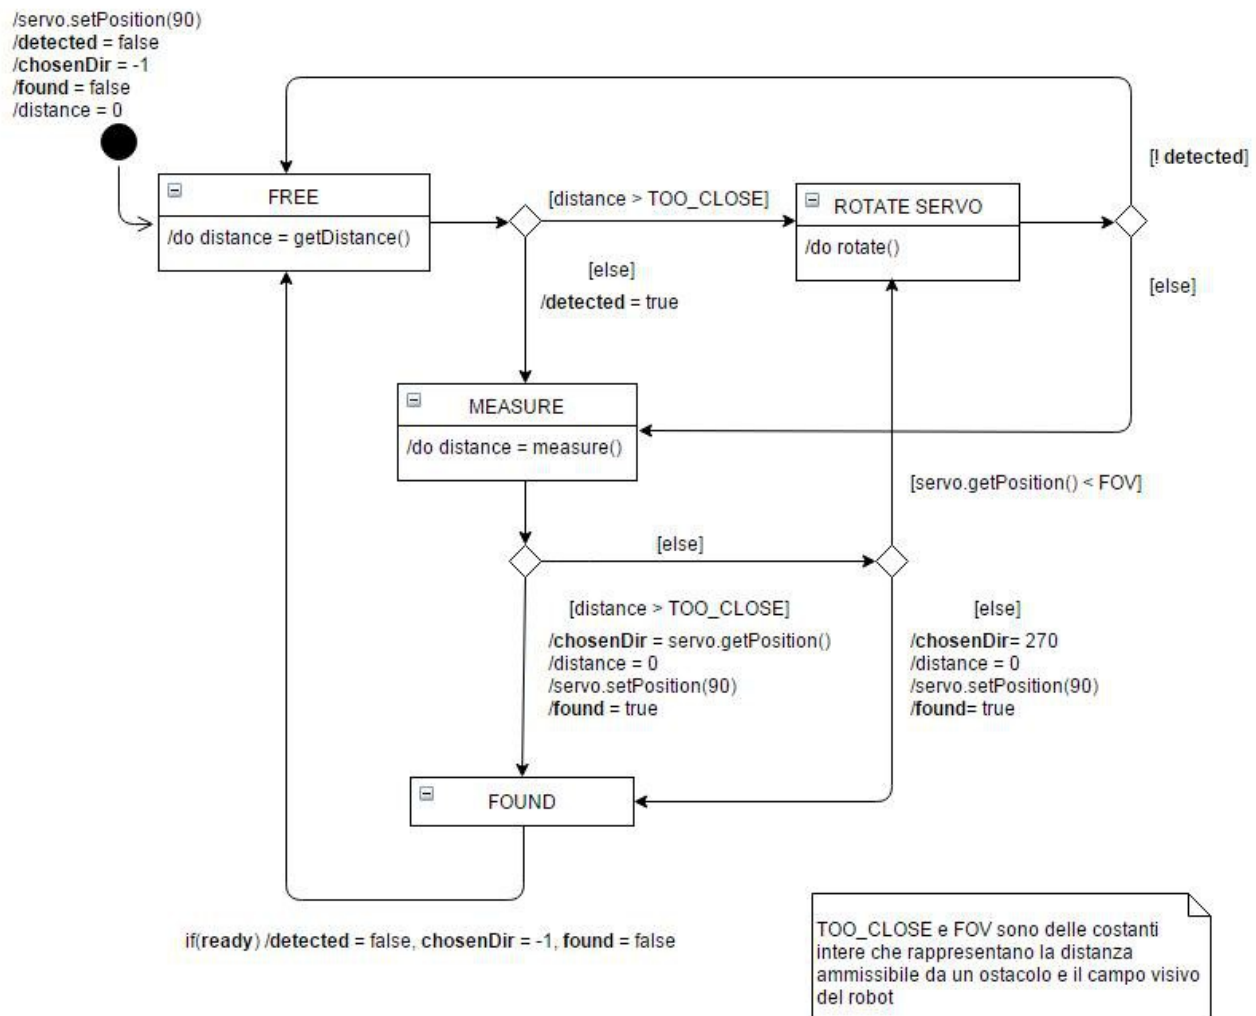 /servo.setPosition(90)
/detected = false
/chosenDir = -1
/found = false
/distance = 0
[! detected]
FREE
/do distance = getDistance()
[distance > TOO_CLOSE]
ROTATE SERVO
/do rotate()
[else]
/detected = true
[else]
MEASURE
/do distance = measure()
[servo.getPosition() < FOV]
[else]
[distance > TOO_CLOSE]
/chosenDir = servo.getPosition()
/distance = 0
/servo.setPosition(90)
/found = true
[else]
/chosenDir= 270
/distance = 0
/servo.setPosition(90)
/found= true
FOUND
if(ready) /detected = false, chosenDir = -1, found = false
TOO_CLOSE e FOV sono delle costanti
intere che rappresentano la distanza
ammissibile da un ostacolo e il campo visivo
del robot